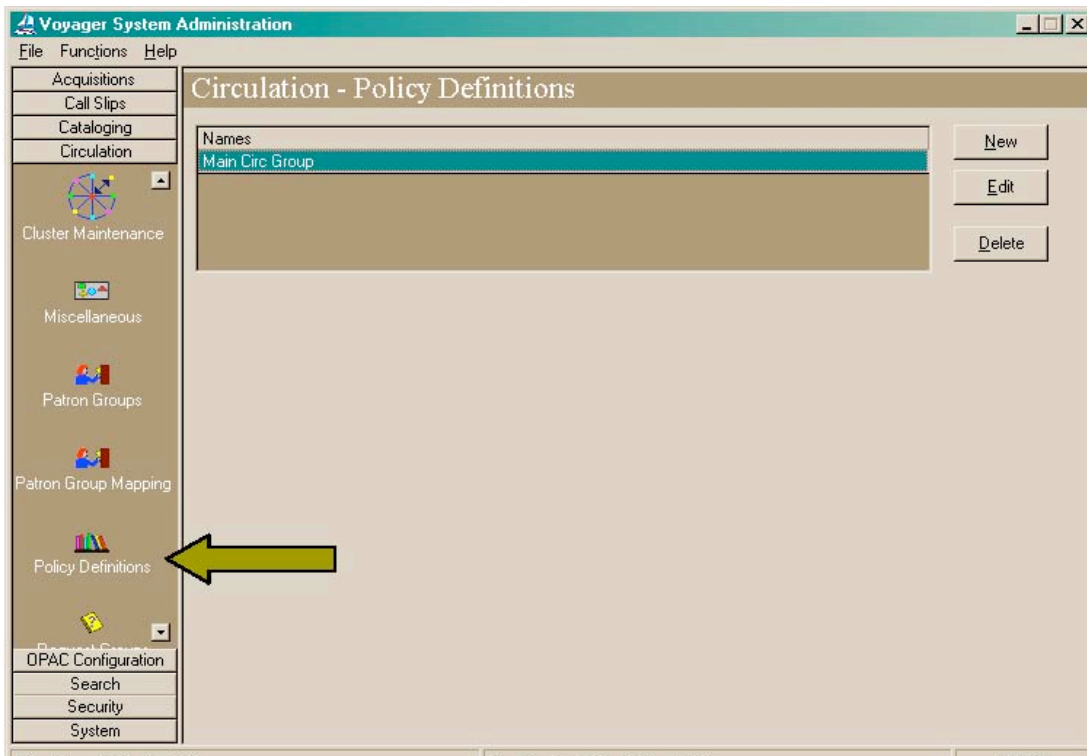 Voyager System Administration
File Functions Help
Acquisitions
Call Slips
Cataloging
Circulation
Cluster Maintenance
Miscellaneous
Patron Groups
Patron Group Mapping
Policy Definitions
OPAC Configuration
Search
Security
System
Circulation - Policy Definitions
Names
Main Circ Group
New
Edit
Delete